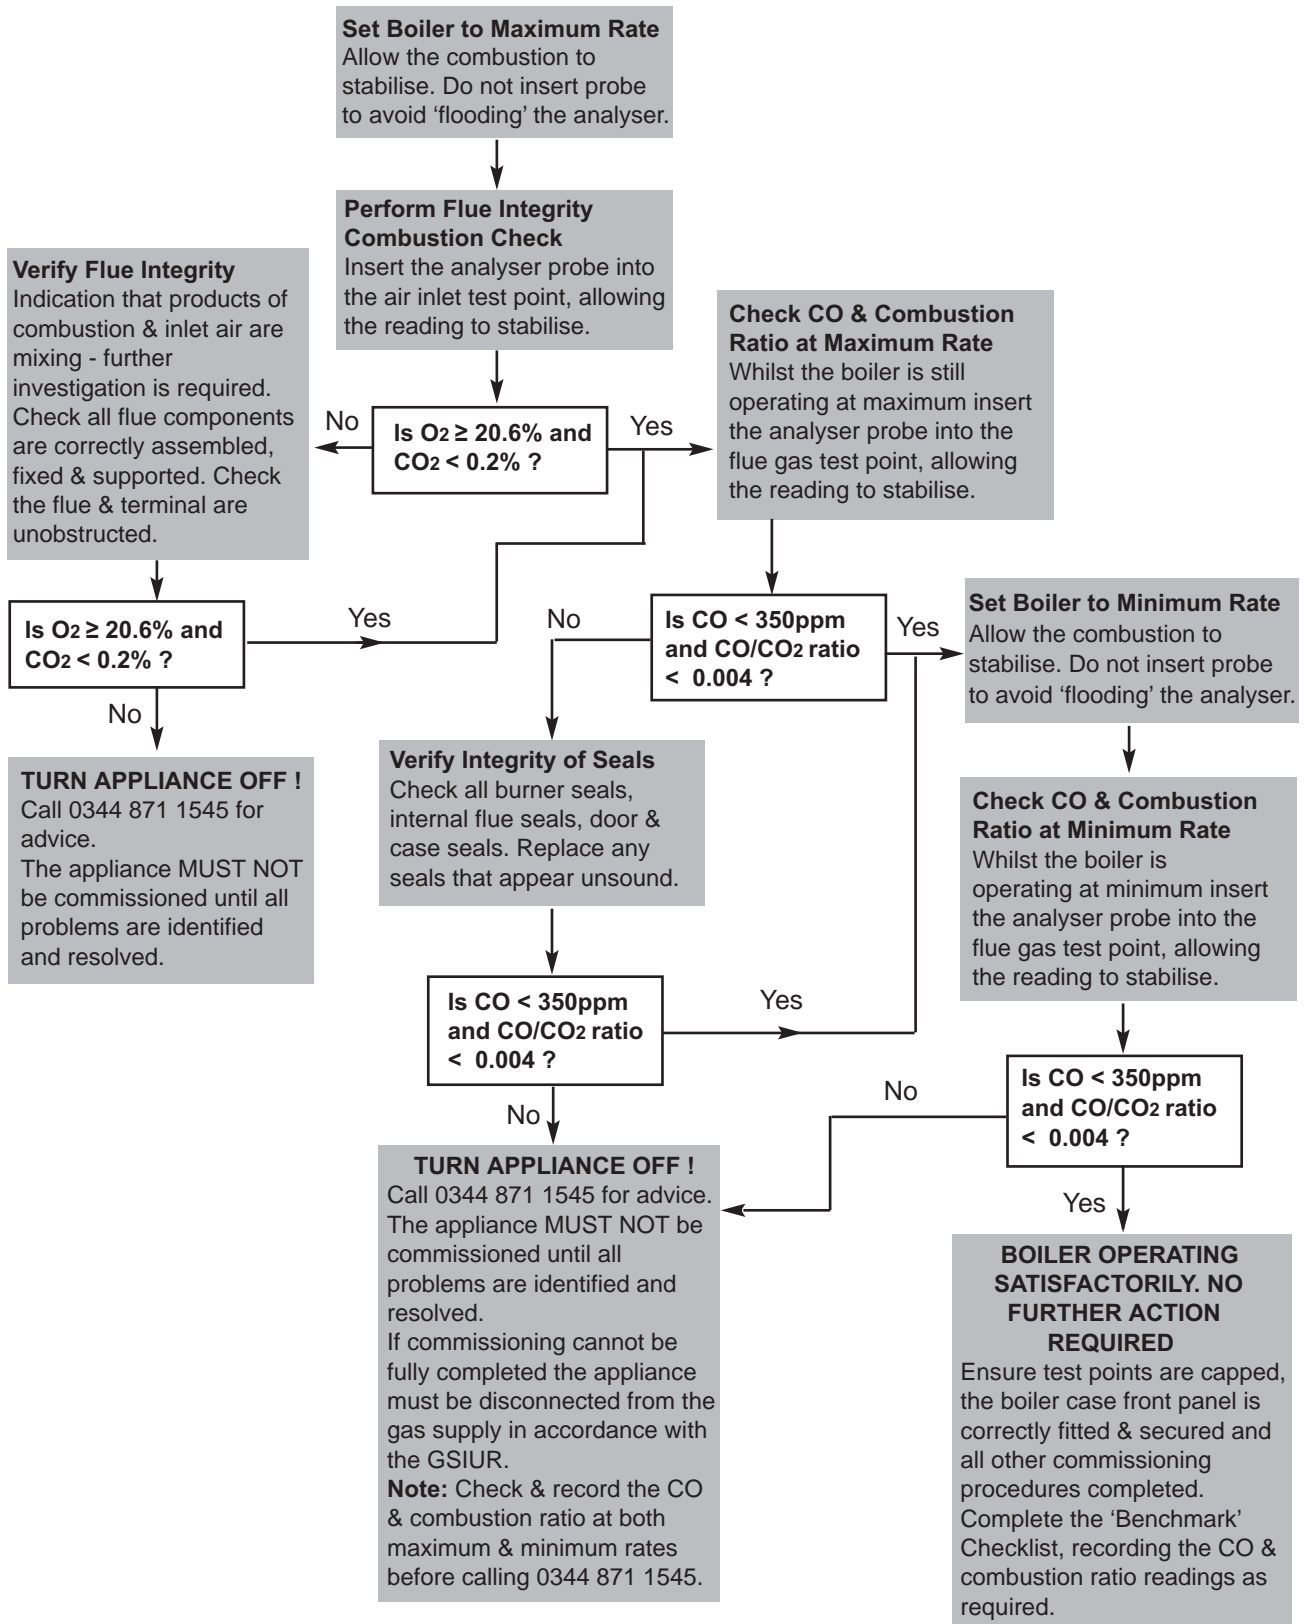 Set Boiler to Maximum Rate
Allow the combustion to
stabilise. Do not insert probe
to avoid ‘flooding’ the analyser.
Perform Flue Integrity
Combustion Check
Insert the analyser probe into
the air inlet test point, allowing
the reading to stabilise.
Verify Flue Integrity
Indication that products of
combustion & inlet air are
mixing - further
investigation is required.
Check all flue components
are correctly assembled,
fixed & supported. Check
the flue & terminal are
unobstructed.
No
Is O2 ≥ 20.6% and
CO2 < 0.2% ?
Yes
Check CO & Combustion
Ratio at Maximum Rate
Whilst the boiler is still
operating at maximum insert
the analyser probe into the
flue gas test point, allowing
the reading to stabilise.
Is O2 ≥ 20.6% and
CO2 < 0.2% ?
Yes
No
TURN APPLIANCE OFF !
Call 0344 871 1545 for
advice.
The appliance MUST NOT
be commissioned until all
problems are identified
and resolved.
No
Is CO < 350ppm
and CO/CO2 ratio
< 0.004 ?
Yes
Set Boiler to Minimum Rate
Allow the combustion to
stabilise. Do not insert probe
to avoid ‘flooding’ the analyser.
Verify Integrity of Seals
Check all burner seals,
internal flue seals, door &
case seals. Replace any
seals that appear unsound.
Check CO & Combustion
Ratio at Minimum Rate
Whilst the boiler is
operating at minimum insert
the analyser probe into the
flue gas test point, allowing
the reading to stabilise.
Is CO < 350ppm
and CO/CO2 ratio
< 0.004 ?
Yes
No
Is CO < 350ppm
and CO/CO2 ratio
< 0.004 ?
No
Yes
TURN APPLIANCE OFF !
Call 0344 871 1545 for advice.
The appliance MUST NOT be
commissioned until all
problems are identified and
resolved.
If commissioning cannot be
fully completed the appliance
must be disconnected from the
gas supply in accordance with
the GSIUR.
Note: Check & record the CO
& combustion ratio at both
maximum & minimum rates
before calling 0344 871 1545.
BOILER OPERATING
SATISFACTORILY. NO
FURTHER ACTION
REQUIRED
Ensure test points are capped,
the boiler case front panel is
correctly fitted & secured and
all other commissioning
procedures completed.
Complete the ‘Benchmark’
Checklist, recording the CO &
combustion ratio readings as
required.